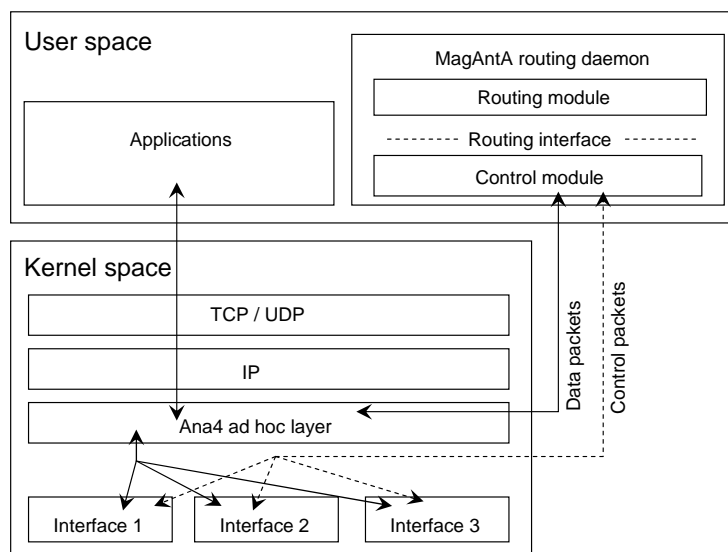 User space
MagAntA routing daemon
Routing module
Applications
Routing interface
Control module
Kernel space
TCP / UDP
IP
Data packets
Control packets
Ana4 ad hoc layer
Interface 1
Interface 2
Interface 3